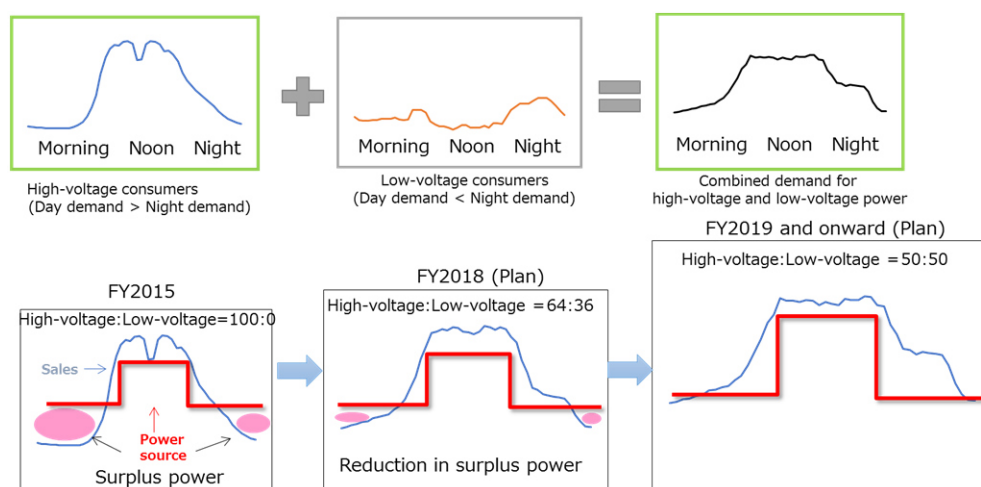 Morning Noon Night
Morning Noon Night
Morning Noon Night
High-voltage consumers
(Day demand > Night demand)
Low-voltage consumers
(Day demand < Night demand)
Combined demand for
high-voltage and low-voltage power
FY2015
High-voltage:Low-voltage=100:0
Sales
Power
source
Surplus power
FY2018 (Plan)
High-voltage:Low-voltage =64:36
Reduction in surplus power
FY2019 and onward (Plan)
High-voltage:Low-voltage =50:50